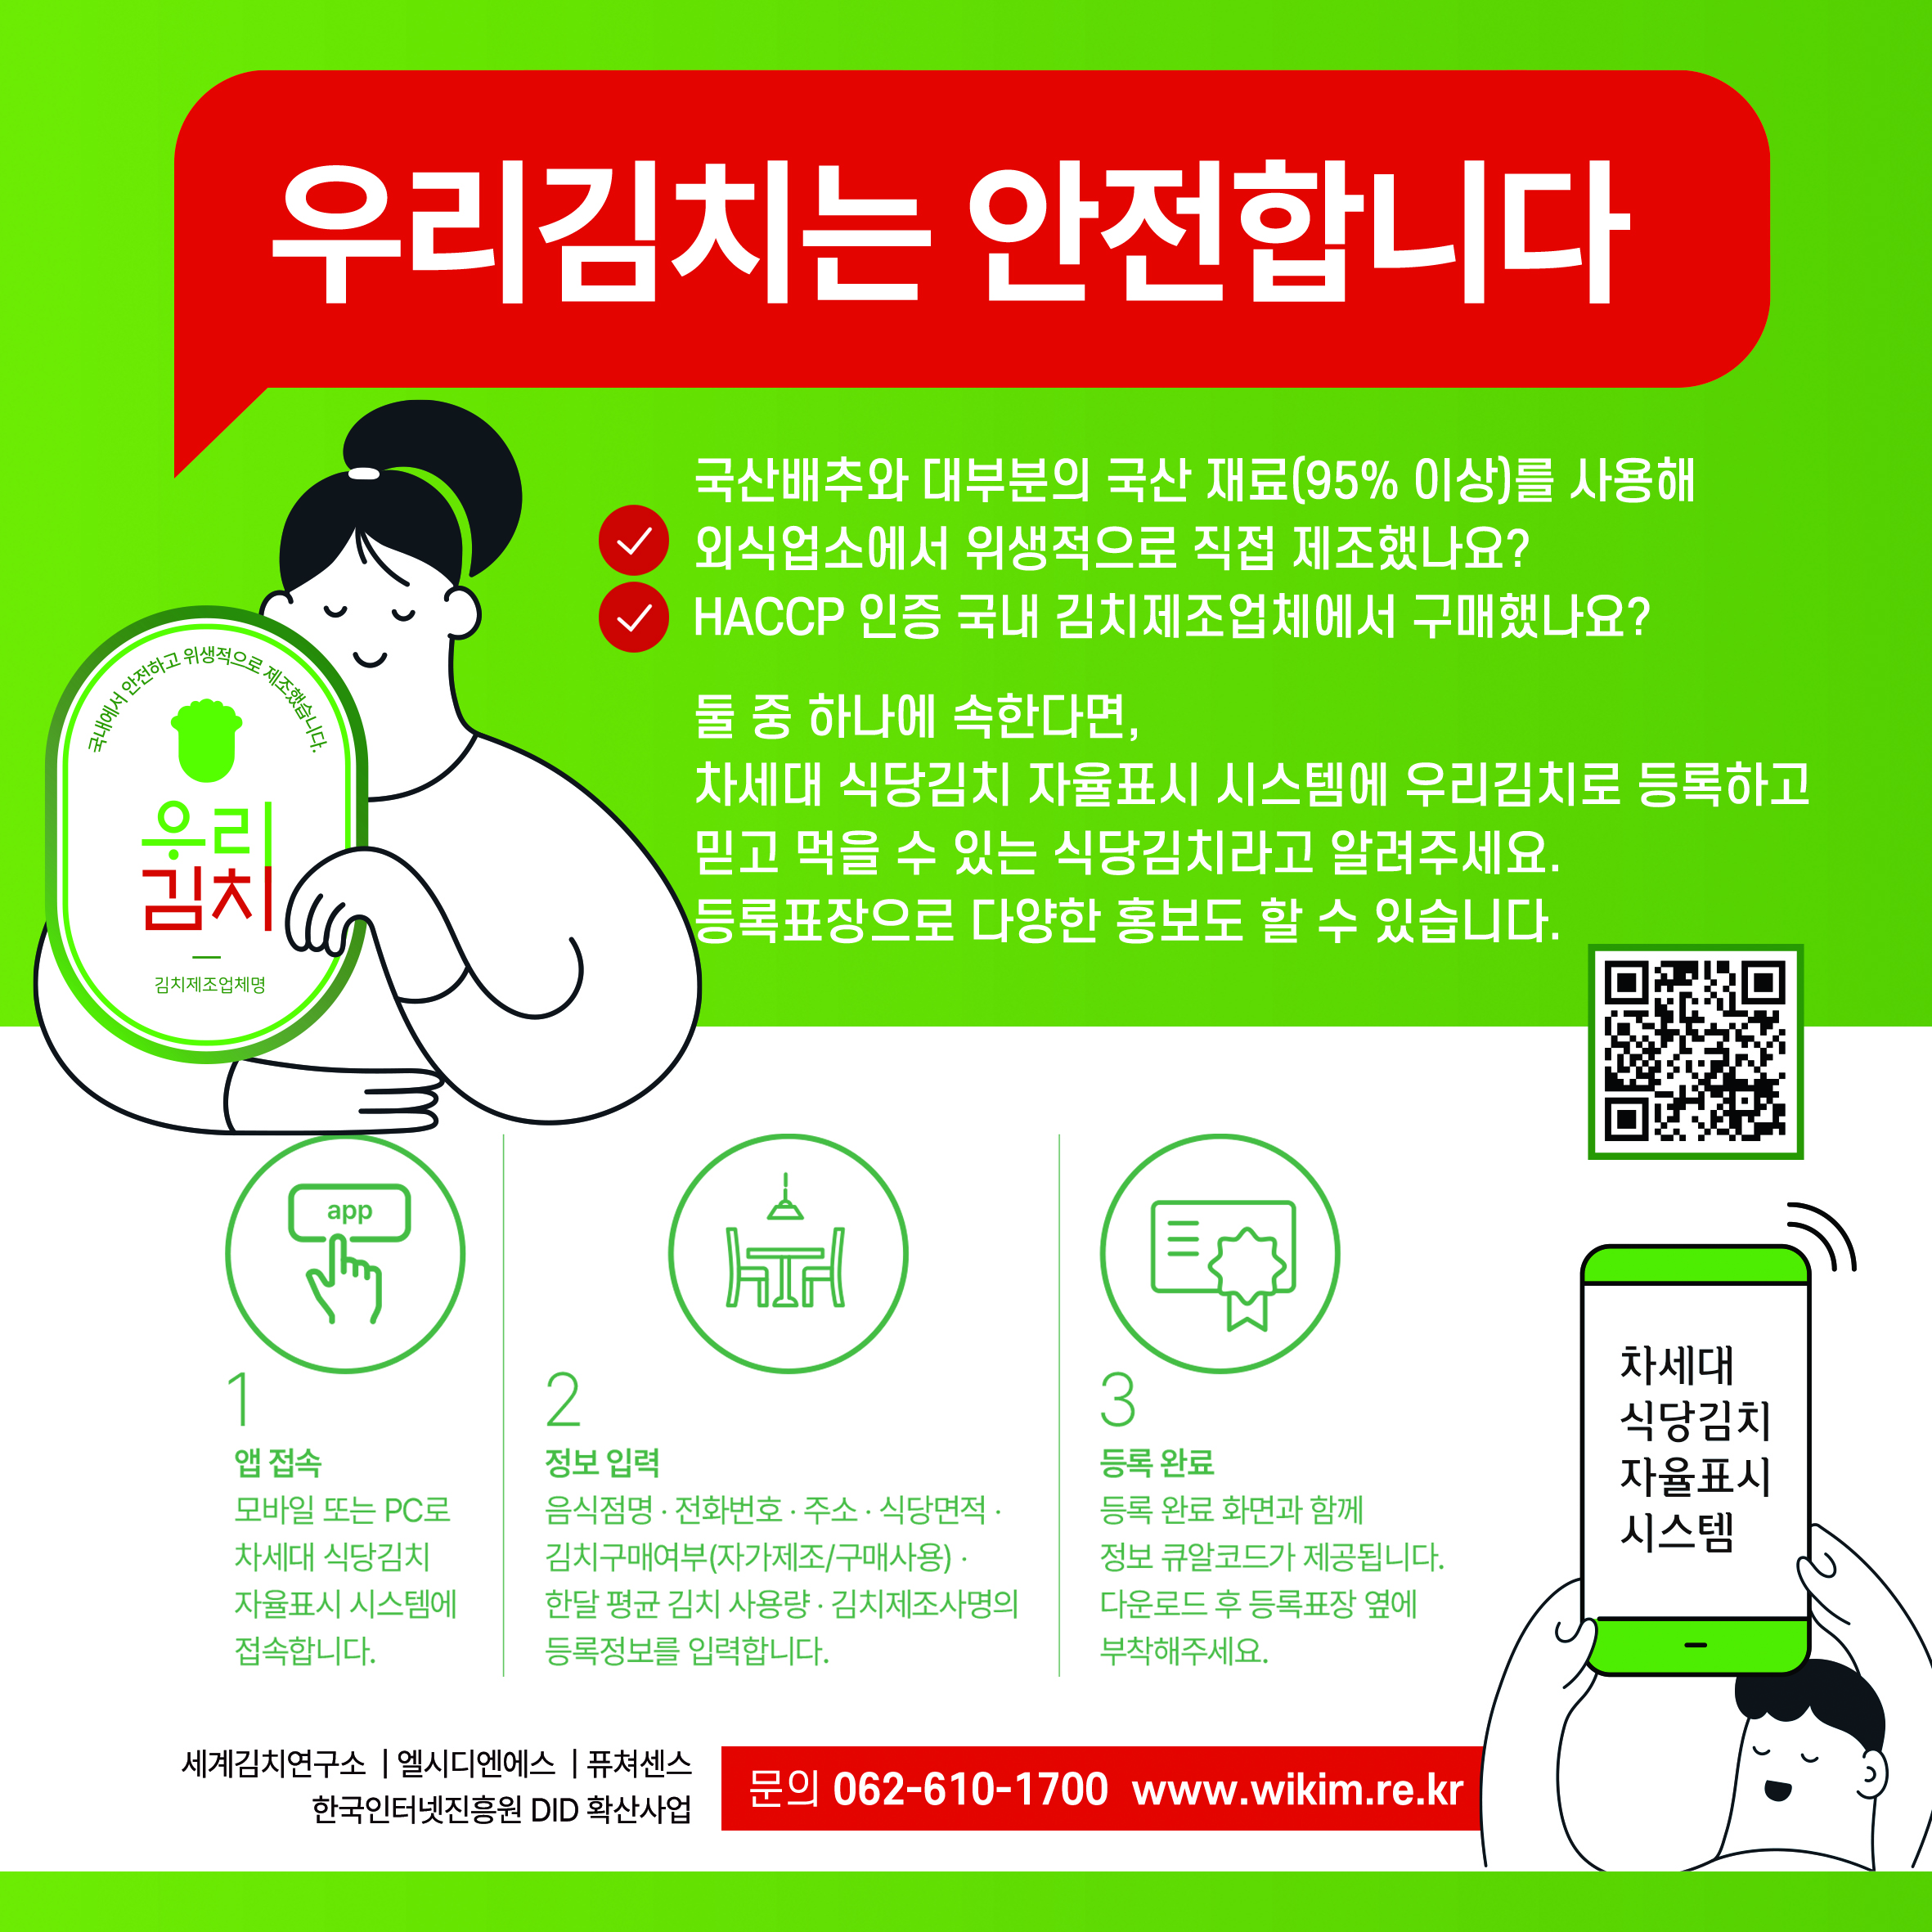 우리김치는 안전합니다
국산배추와 대부분의 국산 재료(95% 이상)를 사용해
외식업소에서 위생적으로 직접 제조했나요?
HACCP 인증 국내 김치제조업체에서 구매했나요?
둘 중 하나에 속한다면,
차세대 식당김치 자율표시 시스템에 우리김치로 등록하고
믿고 먹을 수 있는 식당김치라고 알려주세요.
등록표장으로 다양한 홍보도 할 수 있습니다.
국내에서 안전하고 위생적으로 제조했습니다.
우리
김치
김치제조업체명
app
1
앱 접속
모바일 또는 PC로
차세대 식당김치
자율표시 시스템에
접속합니다.
2
정보 입력
음식점명 · 전화번호 · 주소 · 식당면적 ·
김치구매여부(자가제조/구매사용) ·
한달 평균 김치 사용량 · 김치제조사명의
등록정보를 입력합니다.
3
등록 완료
등록 완료 화면과 함께
정보 큐알코드가 제공됩니다.
다운로드 후 등록표장 옆에
부착해주세요.
차세대
식당김치
자율표시
시스템
세계김치연구소 | 엘시디엔에스 | 퓨쳐센스
한국인터넷진흥원 DID 확산사업
문의 062-610-1700 www.wikim.re.kr